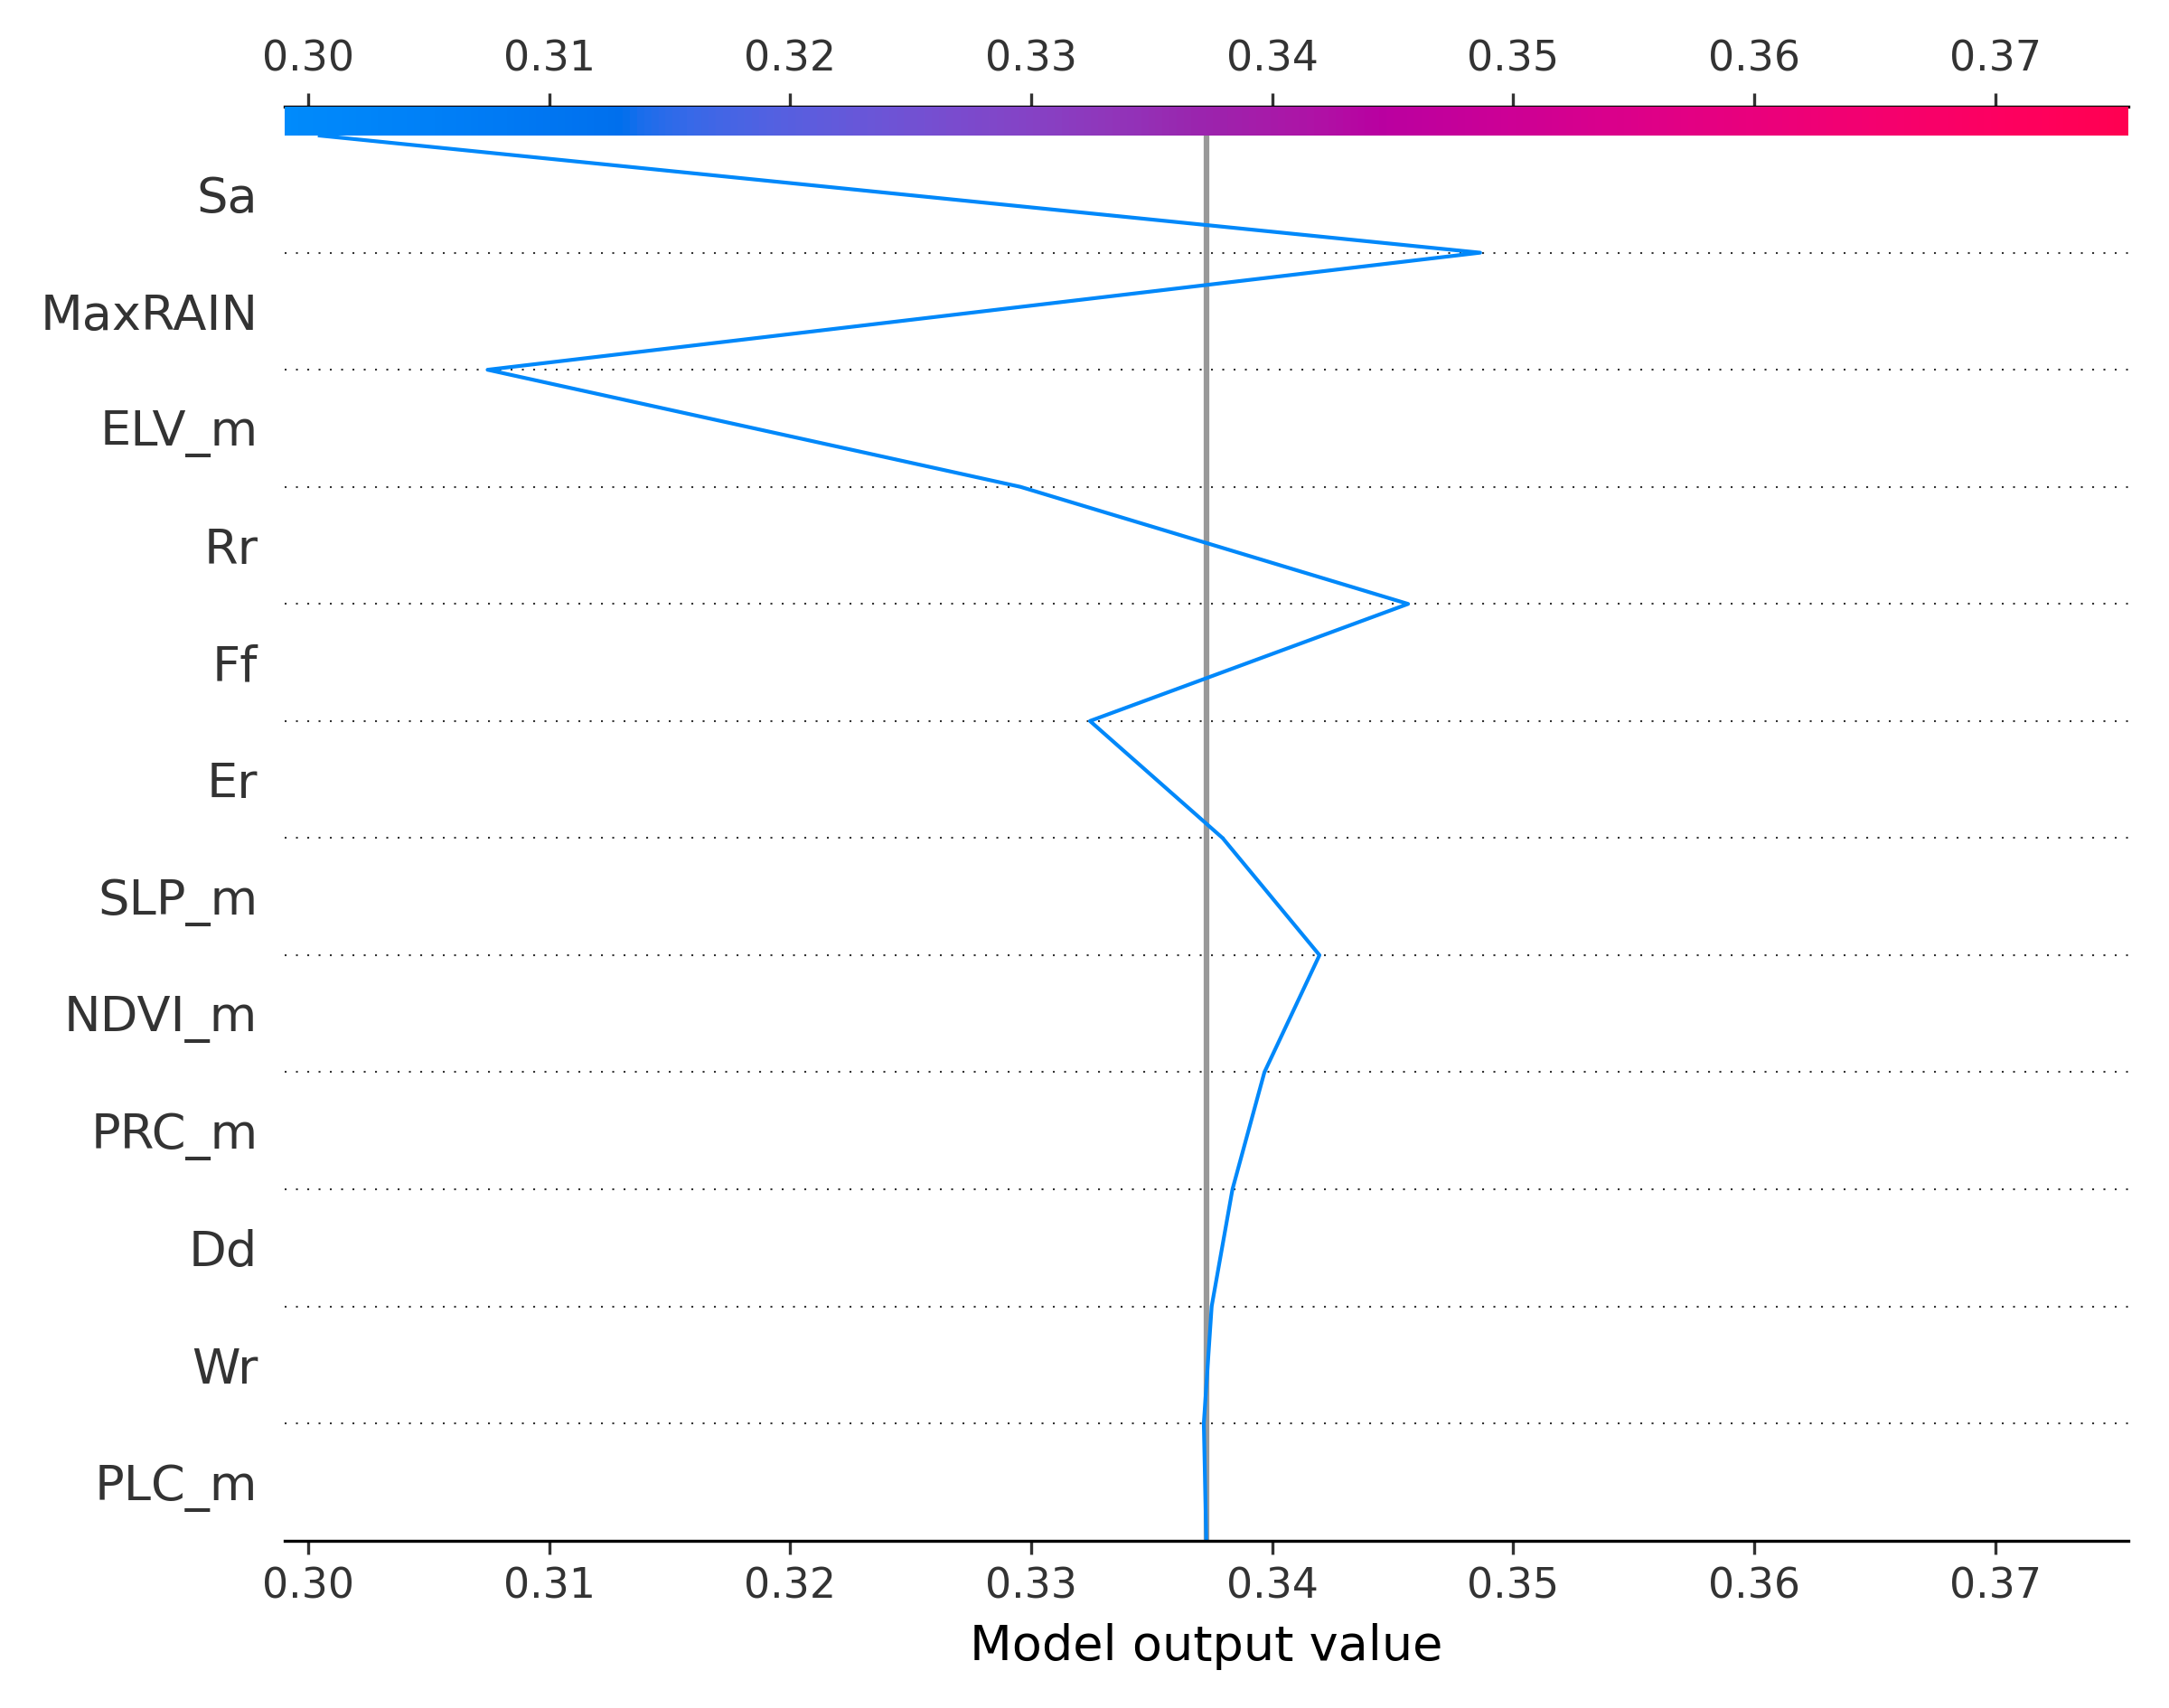 0.30 0.31 0.32 0.33 0.34 0.35 0.36 0.37
Sa
MaxRAIN
ELV_m
Rr
Ff
Er
SLP_m
NDVI_m
PRC_m
Dd
Wr
PLC_m
0.30 0.31 0.32 0.33 0.34 0.35 0.36 0.37
Model output value